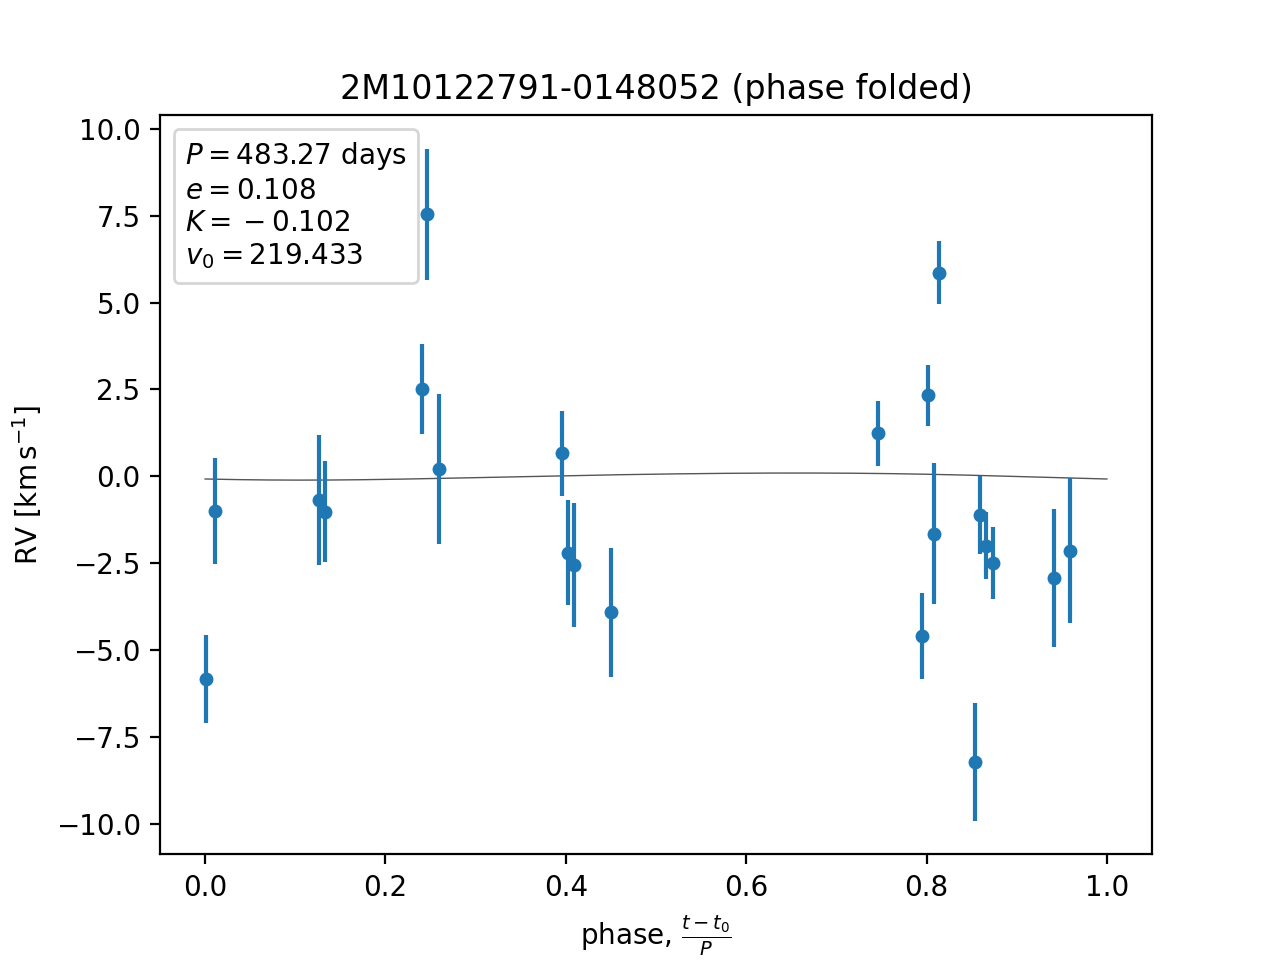 2M10122791-0148052 (phase folded)
P = 483.27 days
e = 0.108
K = −0.102
v₀ = 219.433
10.0
7.5
5.0
2.5
0.0
−2.5
−5.0
−7.5
−10.0
RV [km s⁻¹]
0.0 0.2 0.4 0.6 0.8 1.0
phase, (t − t₀)/P